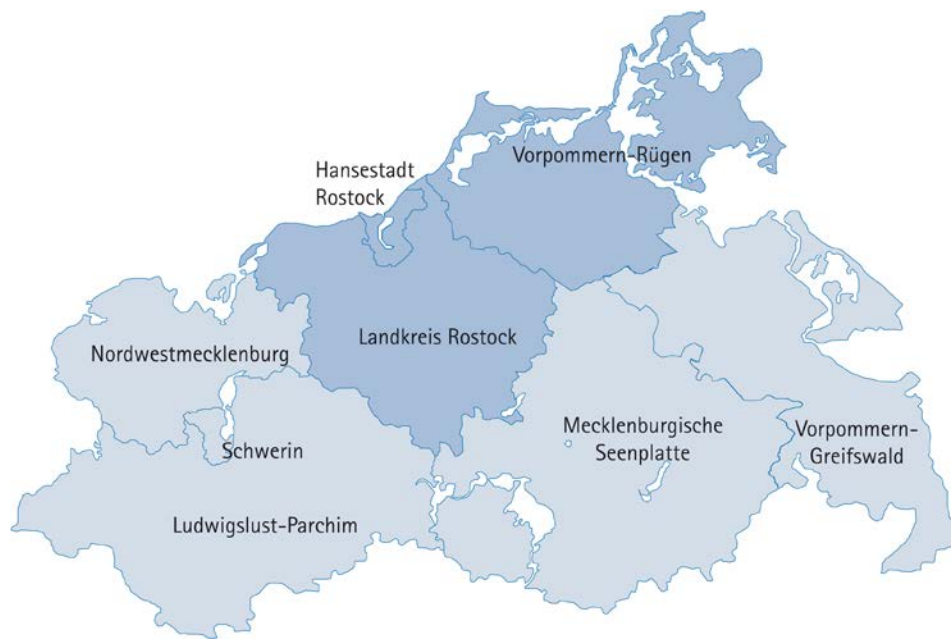 Vorpommern-Rügen
Hansestadt
Rostock
Landkreis Rostock
Nordwestmecklenburg
Mecklenburgische
Seenplatte
Vorpommern-
Greifswald
Schwerin
Ludwigslust-Parchim